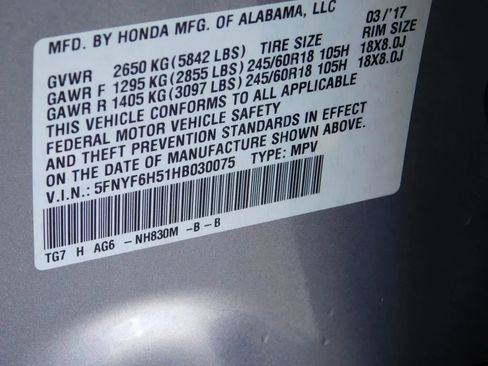 MFD. BY HONDA MFG. OF ALABAMA, LLC 03/'17
GVWR 2650 KG(5842 LBS) TIRE SIZE RIM SIZE
GAWR F 1295 KG(2855 LBS)245/60R18 105H 18X8.0J
GAWR R 1405 KG(3097 LBS)245/60R18 105H 18X8.0J
THIS VEHICLE CONFORMS TO ALL APPLICABLE
FEDERAL MOTOR VEHICLE SAFETY
AND THEFT PREVENTION STANDARDS IN EFFECT
ON THE DATE OF MANUFACTURE SHOWN ABOVE.
V.I.N.: 5FNYF6H51HB030075 TYPE: MPV
TG7 H AG6 -NH830M -B-B